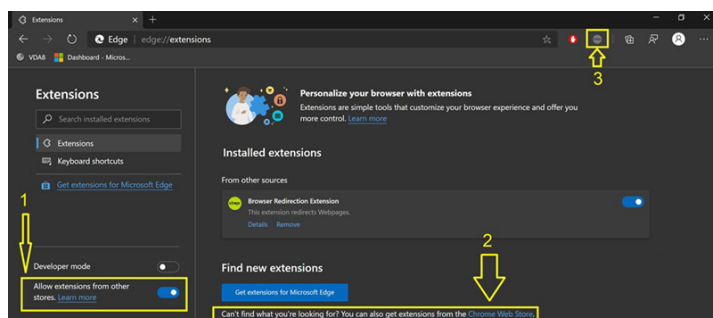 Extensions
Edge edge://extensions
VDA8 Dashboard - Micros...
3
Extensions
Search installed extensions
Extensions
Keyboard shortcuts
Get extensions for Microsoft Edge
1
Developer mode
Allow extensions from other
stores. Learn more
Personalize your browser with extensions
Extensions are simple tools that customize your browser experience and offer you
more control. Learn more
Installed extensions
From other sources
citrix
Browser Redirection Extension
This extension redirects Webpages.
Details Remove
2
Find new extensions
Get extensions for Microsoft Edge
Can't find what you're looking for? You can also get extensions from the Chrome Web Store.